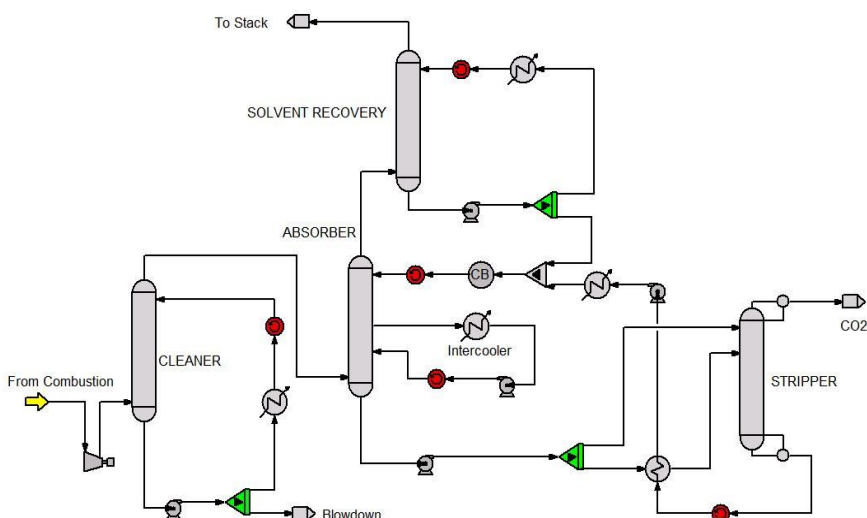 To Stack
SOLVENT RECOVERY
ABSORBER
CB
CO2
Intercooler
CLEANER
STRIPPER
From Combustion
Blowdown